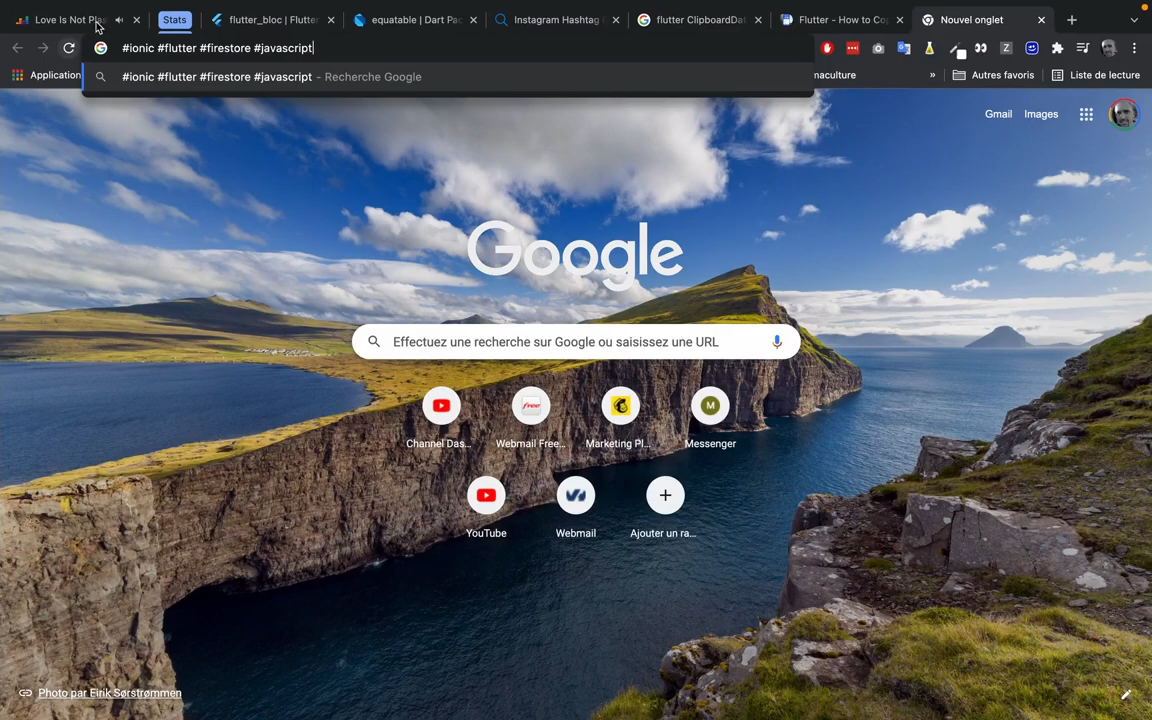 Love Is Not Pla
Stats
flutter_bloc | Flutter
equatable | Dart Pac
Instagram Hashtag
flutter ClipboardDat
Flutter - How to Cop
Nouvel onglet
#ionic #flutter #firestore #javascript
#ionic #flutter #firestore #javascript - Recherche Google
Application
maculture
»
Autres favoris
Liste de lecture
Gmail
Images
Google
Effectuez une recherche sur Google ou saisissez une URL
Channel Das...
Webmail Free...
Marketing Pl...
Messenger
YouTube
Webmail
Ajouter un ra...
Photo par Eirik Sørstrømmen